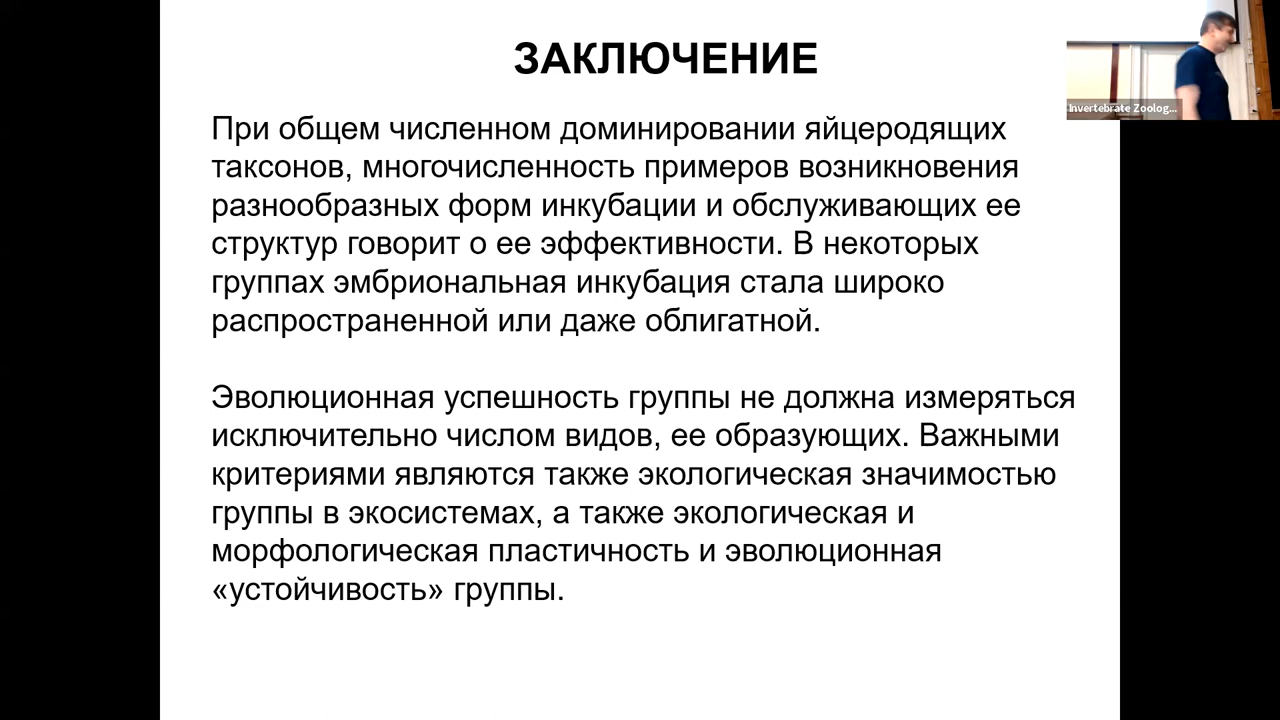 ЗАКЛЮЧЕНИЕ
При общем численном доминировании яйцеродящих
таксонов, многочисленность примеров возникновения
разнообразных форм инкубации и обслуживающих ее
структур говорит о ее эффективности. В некоторых
группах эмбриональная инкубация стала широко
распространенной или даже облигатной.
Эволюционная успешность группы не должна измеряться
исключительно числом видов, ее образующих. Важными
критериями являются также экологическая значимостью
группы в экосистемах, а также экологическая и
морфологическая пластичность и эволюционная
«устойчивость» группы.
Invertebrate Zoolog...